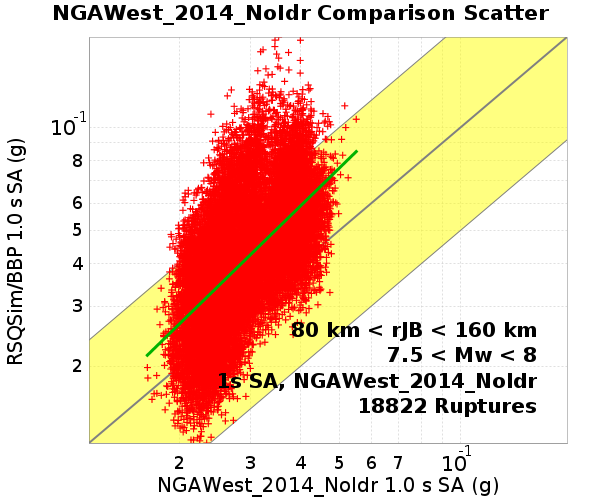 NGAWest_2014_NoIdr Comparison Scatter
RSQSim/BBP 1.0 s SA (g)
10-1
8
6
5
4
3
2
80 km < rJB < 160 km
7.5 < Mw < 8
1s SA, NGAWest_2014_NoIdr
18822 Ruptures
2 3 4 5 6 7 10-1
NGAWest_2014_NoIdr 1.0 s SA (g)